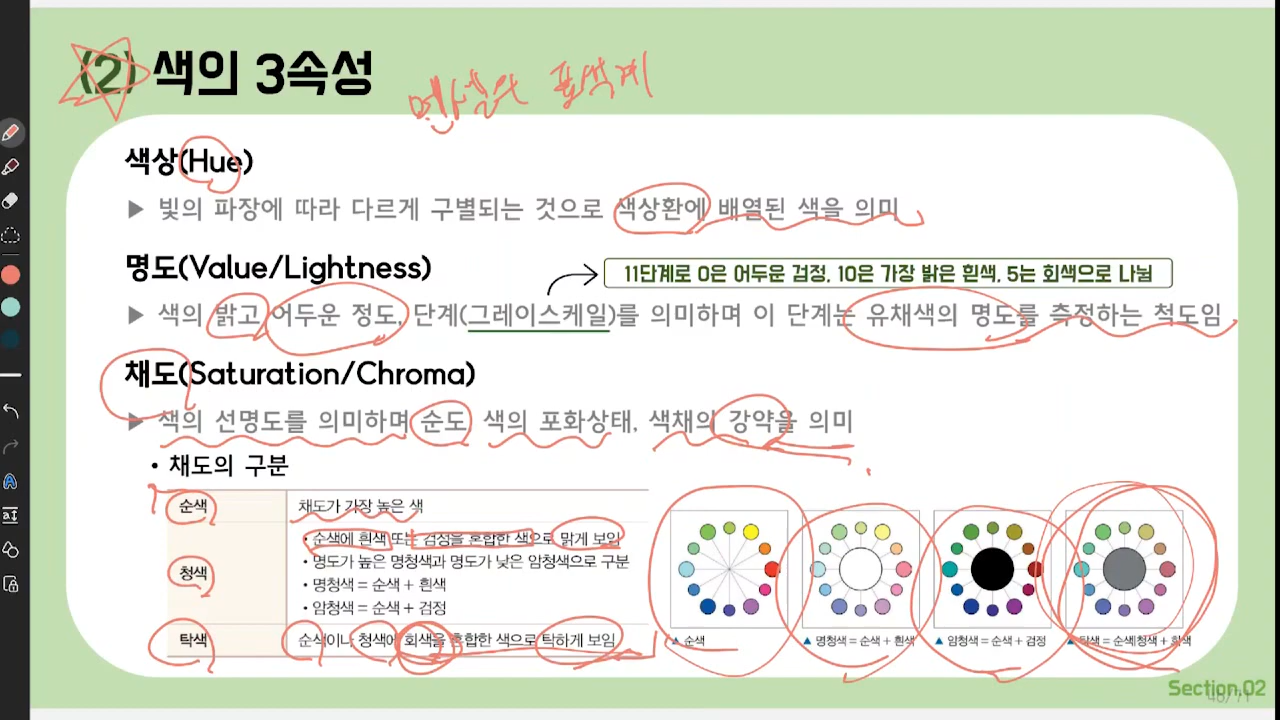 (2) 색의 3속성
먼셀의 표색계
색상(Hue)
▶ 빛의 파장에 따라 다르게 구별되는 것으로 색상환에 배열된 색을 의미
명도(Value/Lightness)
11단계로 0은 어두운 검정, 10은 가장 밝은 흰색, 5는 회색으로 나뉨
▶ 색의 밝고 어두운 정도, 단계(그레이스케일)를 의미하며 이 단계는 유채색의 명도를 측정하는 척도임
채도(Saturation/Chroma)
▶ 색의 선명도를 의미하며 순도 색의 포화상태, 색채의 강약을 의미
• 채도의 구분
순색 채도가 가장 높은 색
• 순색에 흰색 또는 검정을 혼합한 색으로 맑게 보임
청색 • 명도가 높은 명청색과 명도가 낮은 암청색으로 구분
• 명청색 = 순색 + 흰색
• 암청색 = 순색 + 검정
탁색 순색이나 청색에 회색을 혼합한 색으로 탁하게 보임
▲ 순색
▲ 명청색 = 순색 + 흰색
▲ 암청색 = 순색 + 검정
▲ 탁색 = 순색청색 + 회색
Section.02